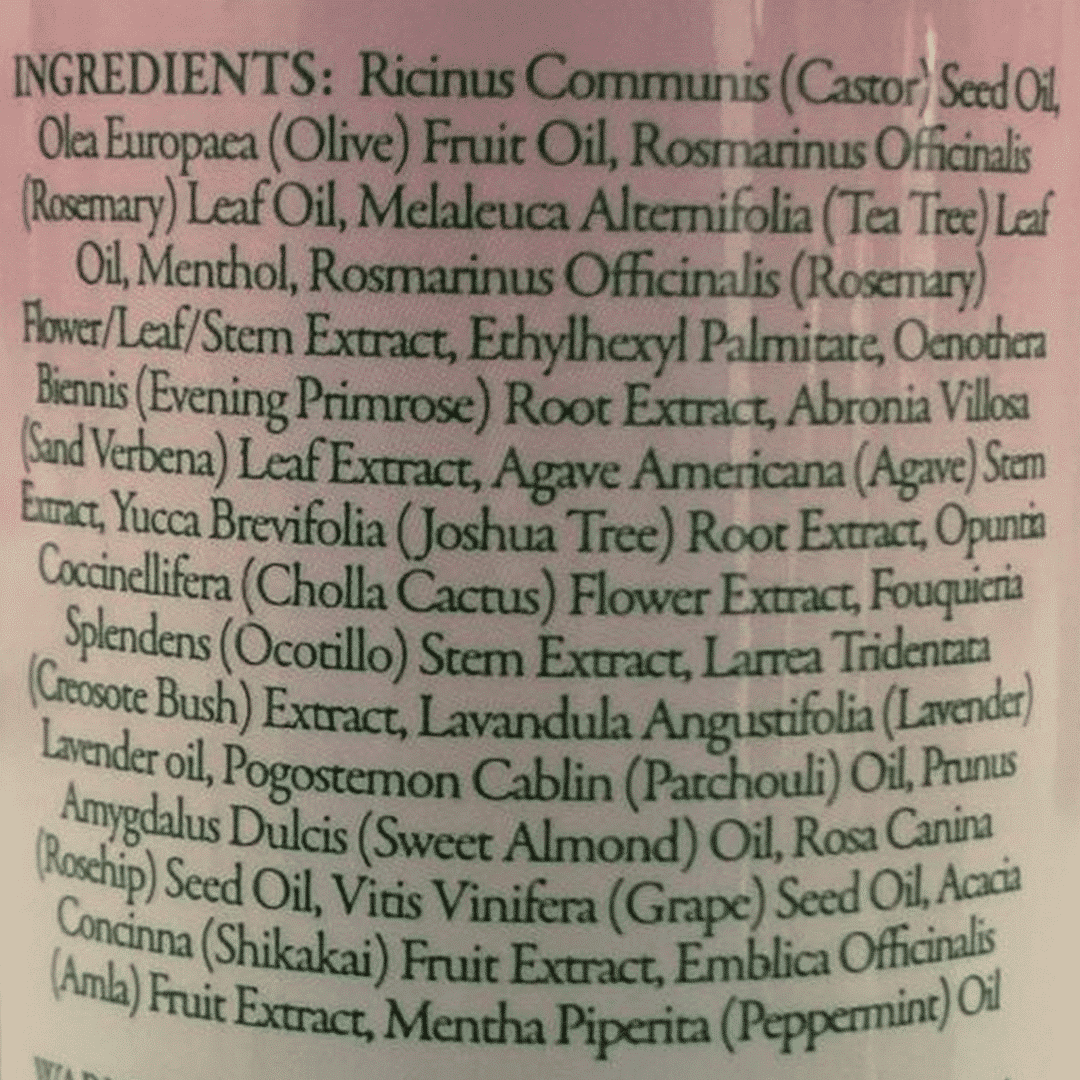 INGREDIENTS: Ricinus Communis (Castor) Seed Oil,
Olea Europaea (Olive) Fruit Oil, Rosmarinus Officinalis
(Rosemary) Leaf Oil, Melaleuca Alternifolia (Tea Tree) Leaf
Oil, Menthol, Rosmarinus Officinalis (Rosemary)
Flower/Leaf/Stem Extract, Ethylhexyl Palmitate, Oenothera
Biennis (Evening Primrose) Root Extract, Abronia Villosa
(Sand Verbena) Leaf Extract, Agave Americana (Agave) Stem
Extract, Yucca Brevifolia (Joshua Tree) Root Extract, Opuntia
Coccinellifera (Cholla Cactus) Flower Extract, Fouquieria
Splendens (Ocotillo) Stem Extract, Larrea Tridentata
(Creosote Bush) Extract, Lavandula Angustifolia (Lavender)
Lavender oil, Pogostemon Cablin (Patchouli) Oil, Prunus
Amygdalus Dulcis (Sweet Almond) Oil, Rosa Canina
(Rosehip) Seed Oil, Vitis Vinifera (Grape) Seed Oil, Acacia
Concinna (Shikakai) Fruit Extract, Emblica Officinalis
(Amla) Fruit Extract, Mentha Piperita (Peppermint) Oil